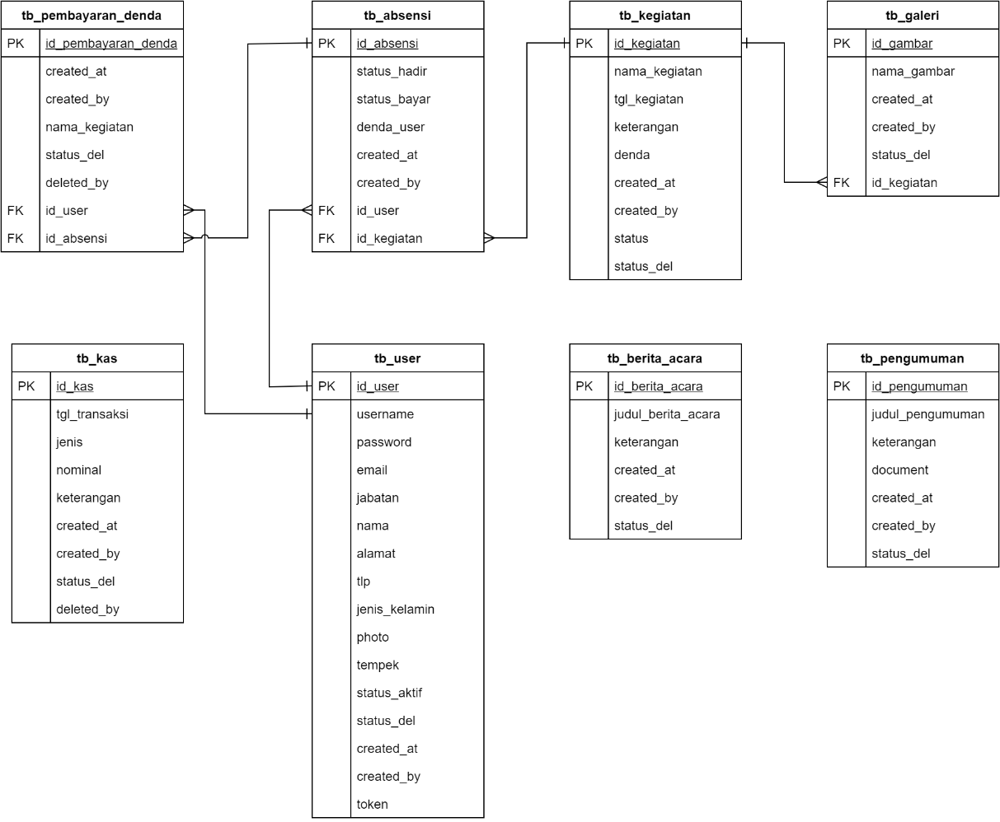 tb_pembayaran_denda
PK id_pembayaran_denda
created_at
created_by
nama_kegiatan
status_del
deleted_by
FK id_user
FK id_absensi
tb_absensi
PK id_absensi
status_hadir
status_bayar
denda_user
created_at
created_by
FK id_user
FK id_kegiatan
tb_kegiatan
PK id_kegiatan
nama_kegiatan
tgl_kegiatan
keterangan
denda
created_at
created_by
status
status_del
tb_galeri
PK id_gambar
nama_gambar
created_at
created_by
status_del
FK id_kegiatan
tb_kas
PK id_kas
tgl_transaksi
jenis
nominal
keterangan
created_at
created_by
status_del
deleted_by
tb_user
PK id_user
username
password
email
jabatan
nama
alamat
tlp
jenis_kelamin
photo
tempek
status_aktif
status_del
created_at
created_by
token
tb_berita_acara
PK id_berita_acara
judul_berita_acara
keterangan
created_at
created_by
status_del
tb_pengumuman
PK id_pengumuman
judul_pengumuman
keterangan
document
created_at
created_by
status_del